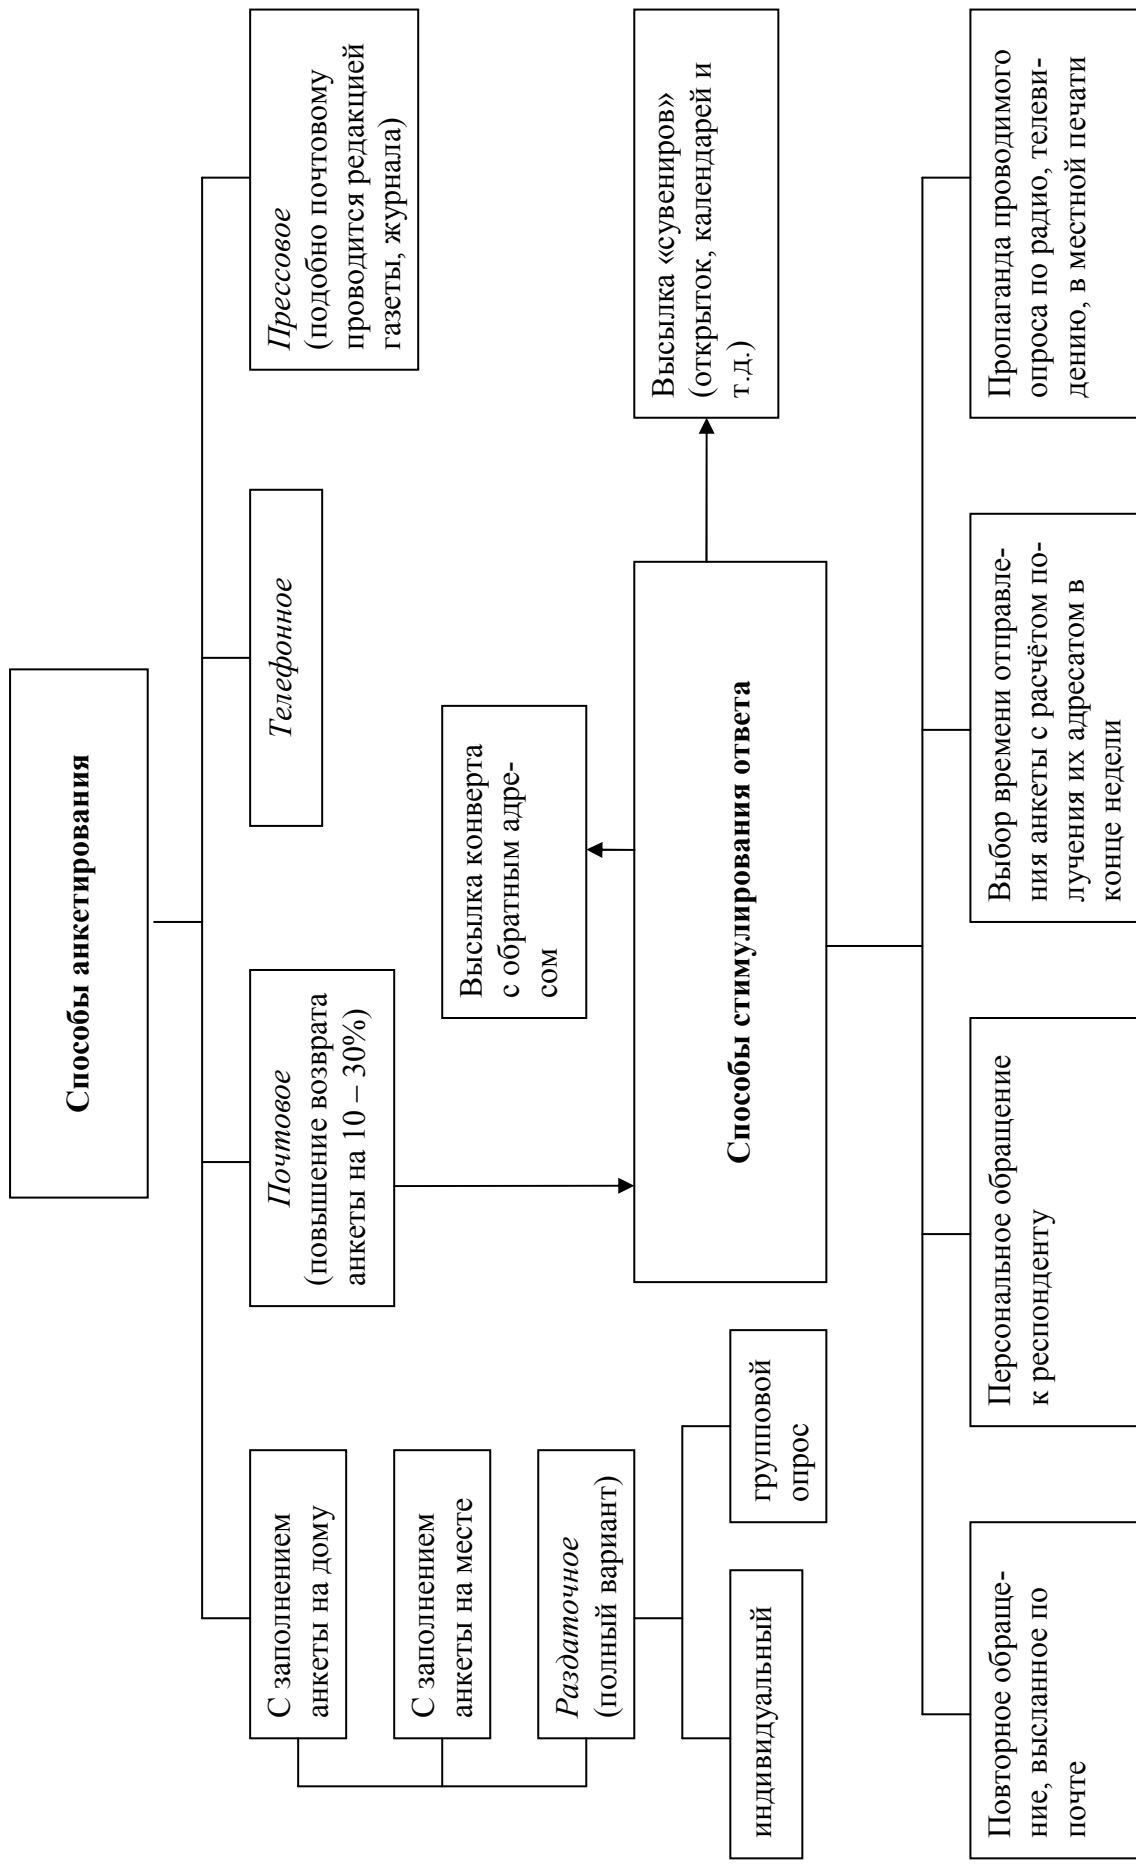 Способы анкетирования
С заполнением
анкеты на дому
Почтовое
(повышение возврата
анкеты на 10 – 30%)
Телефонное
Прессовое
(подобно почтовому
проводится редакцией
газеты, журнала)
С заполнением
анкеты на месте
Высылка конверта
с обратным адре-
сом
Раздаточное
(полный вариант)
Способы стимулирования ответа
Высылка «сувениров»
(открыток, календарей и
т.д.)
индивидуальный
групповой
опрос
Повторное обраще-
ние, высланное по
почте
Персональное обращение
к респонденту
Выбор времени отправле-
ния анкеты с расчётом по-
лучения их адресатом в
конце недели
Пропаганда проводимого
опроса по радио, телеви-
дению, в местной печати